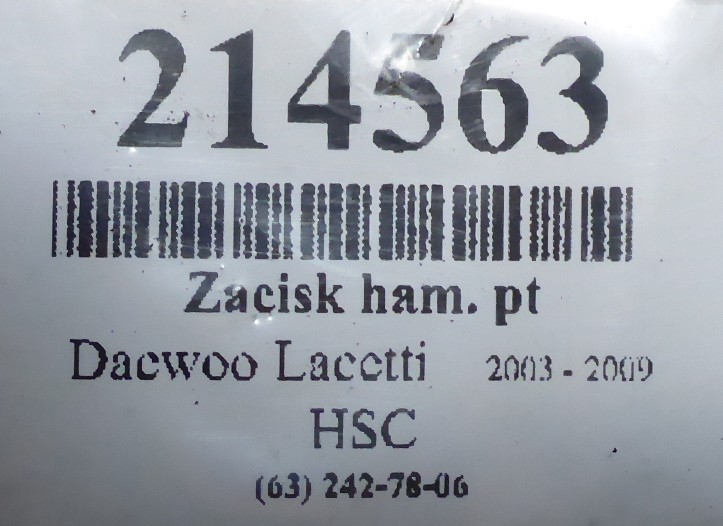 214563
Zacisk ham. pt
Daewoo Lacetti 2003 - 2009
HSC
(63) 242-78-06